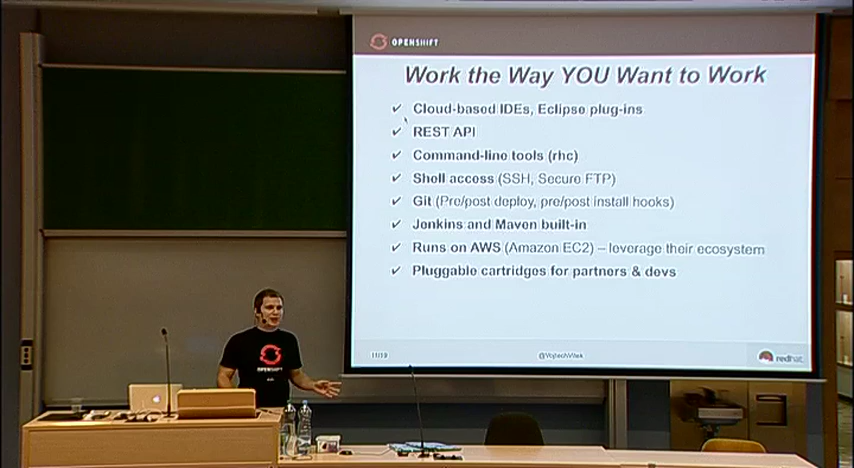 OPENSHIFT
Work the Way YOU Want to Work
✓ Cloud-based IDEs, Eclipse plug-ins
✓ REST API
✓ Command-line tools (rhc)
✓ Shell access (SSH, Secure FTP)
✓ Git (Pre/post deploy, pre/post install hooks)
✓ Jenkins and Maven built-in
✓ Runs on AWS (Amazon EC2) – leverage their ecosystem
✓ Pluggable cartridges for partners & devs
@VojtechVitek
redhat.
OPENSHIFT